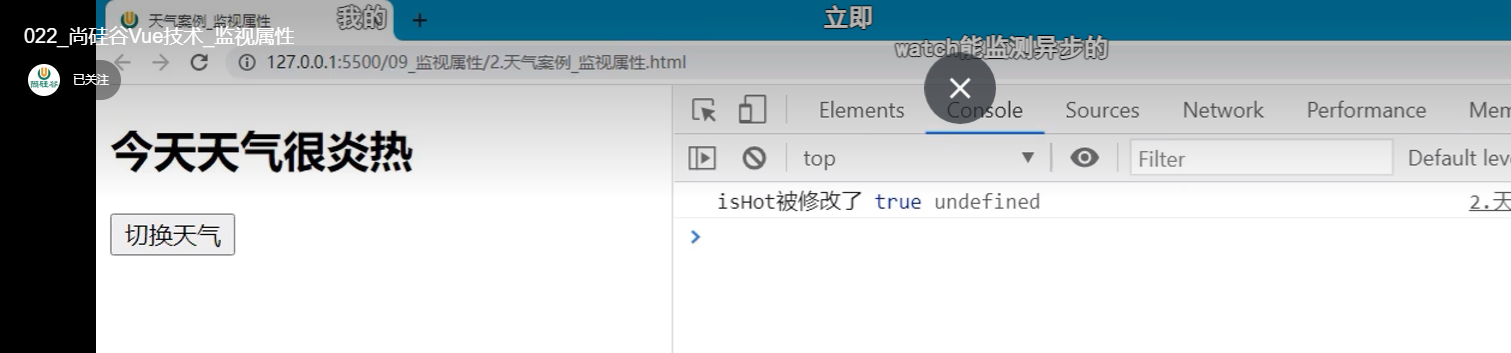 天气案例_监视属性
我的
+
立即
022_尚硅谷Vue技术_监视属性
watch能监测异步的
127.0.0.1:5500/09_监视属性/2.天气案例_监视属性.html
尚硅谷
已关注
Elements
Console
Sources
Network
Performance
Mem
top
Filter
Default lev
今天天气很炎热
isHot被修改了 true undefined
2.天
切换天气